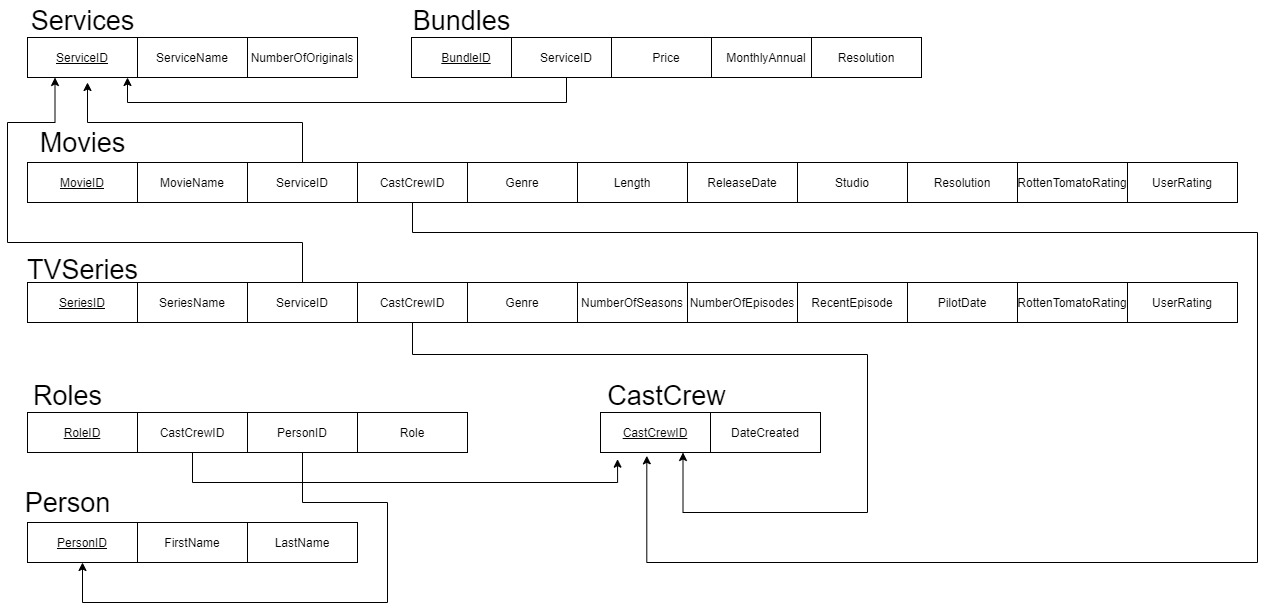 Services Bundles
ServiceID ServiceName NumberOfOriginals BundleID ServiceID Price MonthlyAnnual Resolution
Movies
MovieID MovieName ServiceID CastCrewID Genre Length ReleaseDate Studio Resolution RottenTomatoRating UserRating
TVSeries
SeriesID SeriesName ServiceID CastCrewID Genre NumberOfSeasons NumberOfEpisodes RecentEpisode PilotDate RottenTomatoRating UserRating
Roles CastCrew
RoleID CastCrewID PersonID Role CastCrewID DateCreated
Person
PersonID FirstName LastName